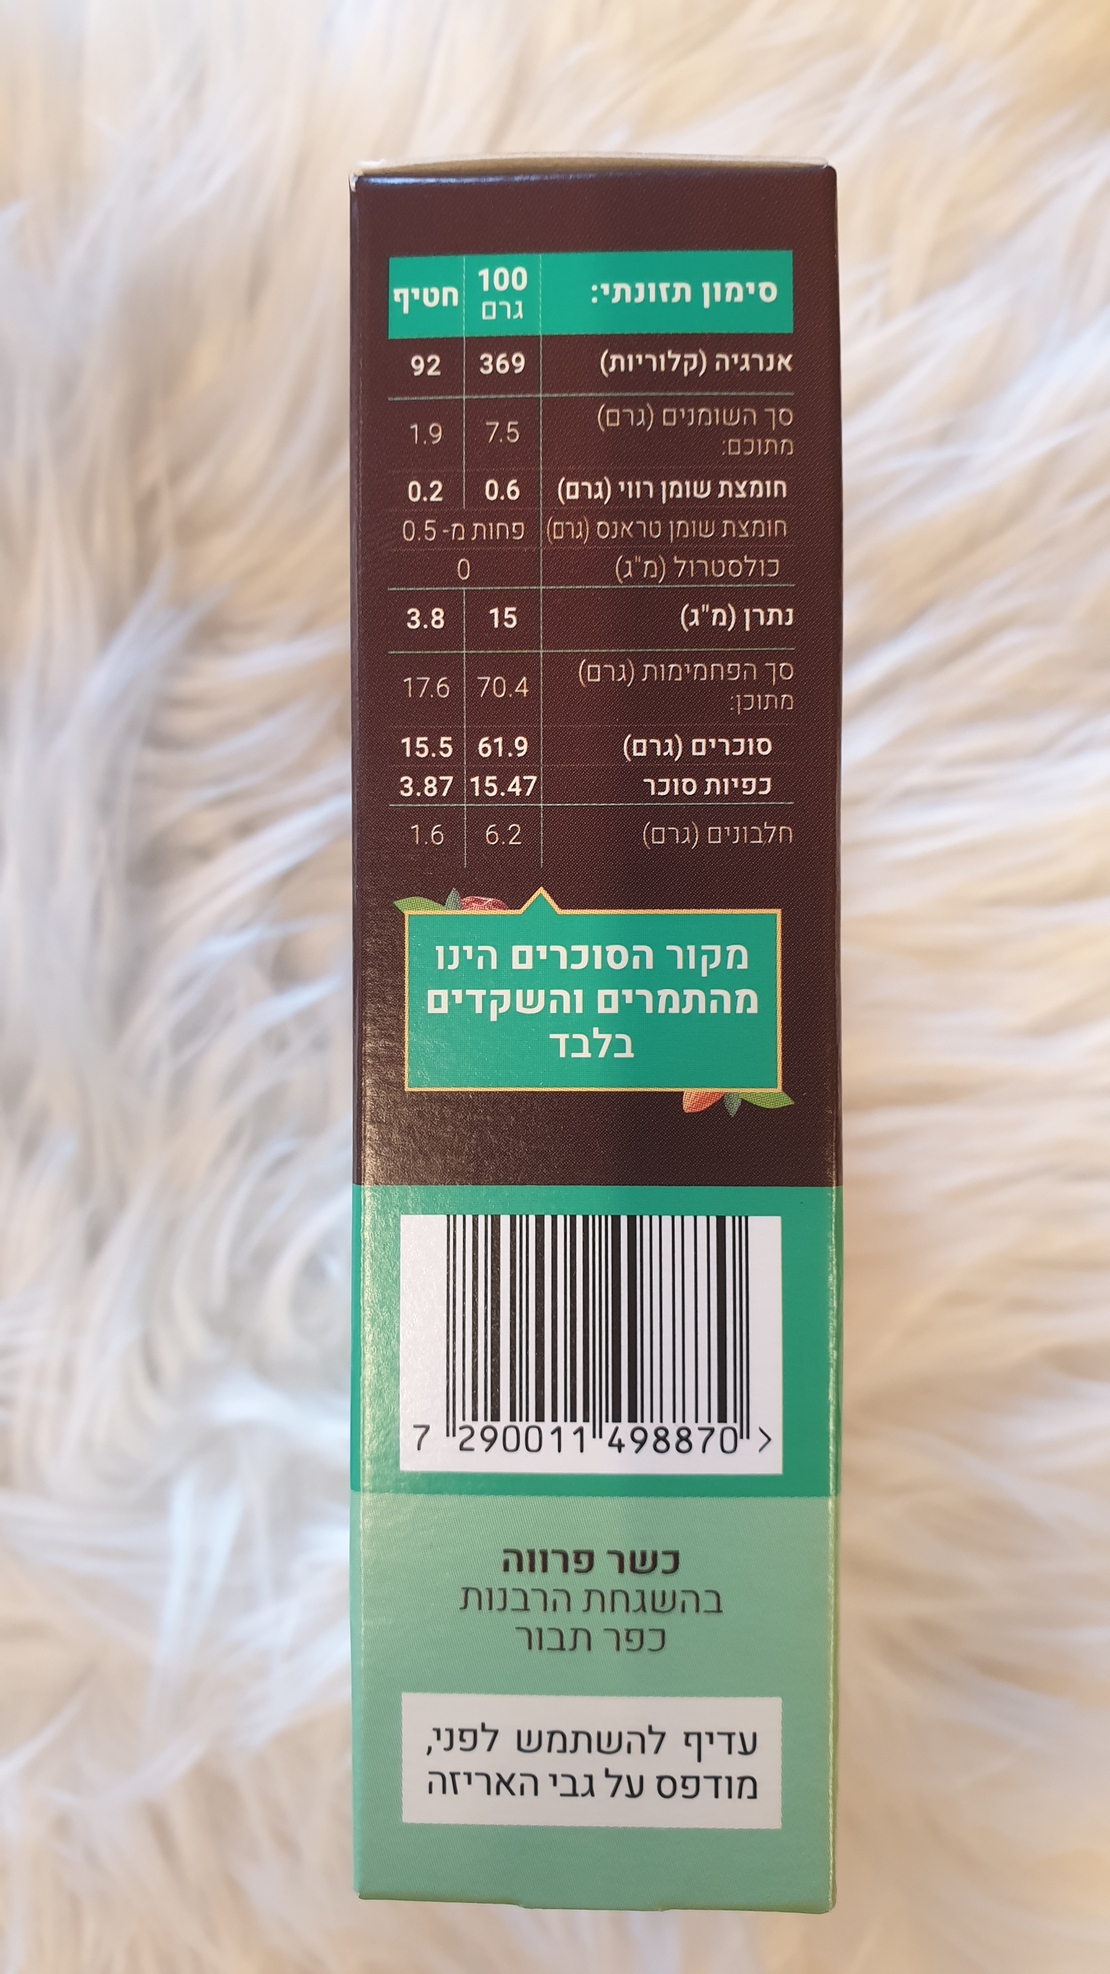 סימון תזונתי: 100 גרם חטיף
אנרגיה (קלוריות) 369 92
סך השומנים (גרם) 7.5 1.9
מתוכם:
חומצת שומן רווי (גרם) 0.6 0.2
חומצת שומן טראנס (גרם) פחות מ- 0.5
כולסטרול (מ"ג) 0
נתרן (מ"ג) 15 3.8
סך הפחמימות (גרם) 70.4 17.6
מתוכן:
סוכרים (גרם) 61.9 15.5
כפיות סוכר 15.47 3.87
חלבונים (גרם) 6.2 1.6
מקור הסוכרים הינו
מהתמרים והשקדים
בלבד
7 290011 498870 >
כשר פרווה
בהשגחת הרבנות
כפר תבור
עדיף להשתמש לפני,
מודפס על גבי האריזה